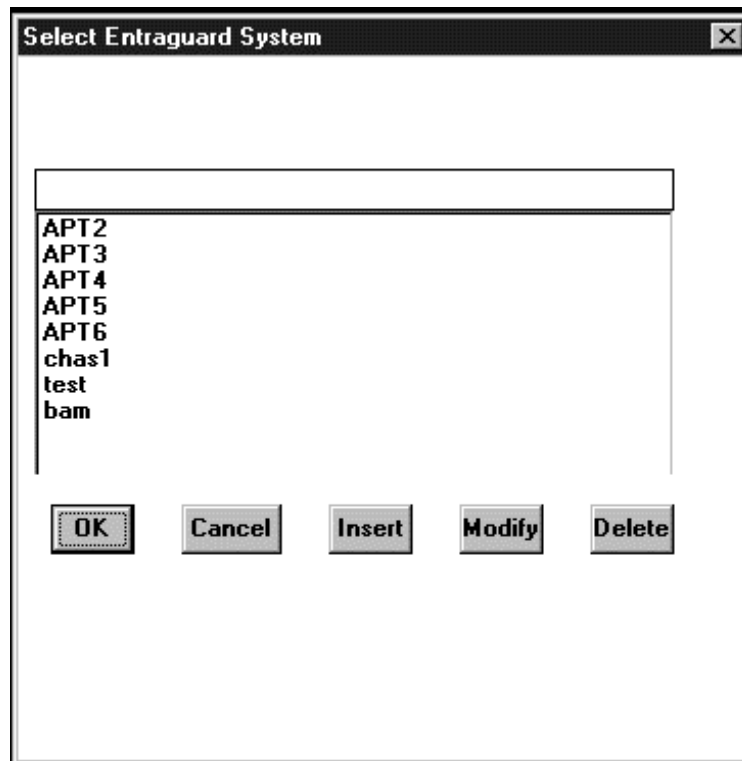 Select Entraguard System
APT2
APT3
APT4
APT5
APT6
chas1
test
bam
OK Cancel Insert Modify Delete